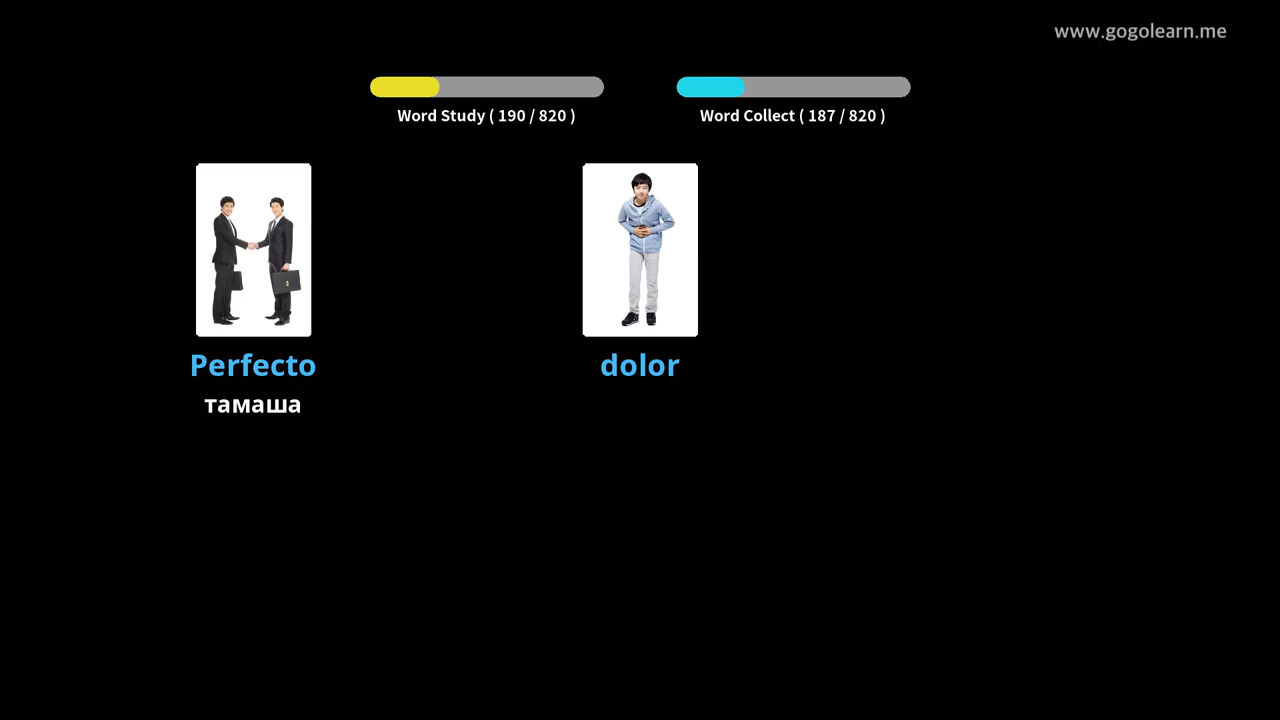 www.gogolearn.me
Word Study ( 190 / 820 )
Word Collect ( 187 / 820 )
Perfecto
тамаша
dolor